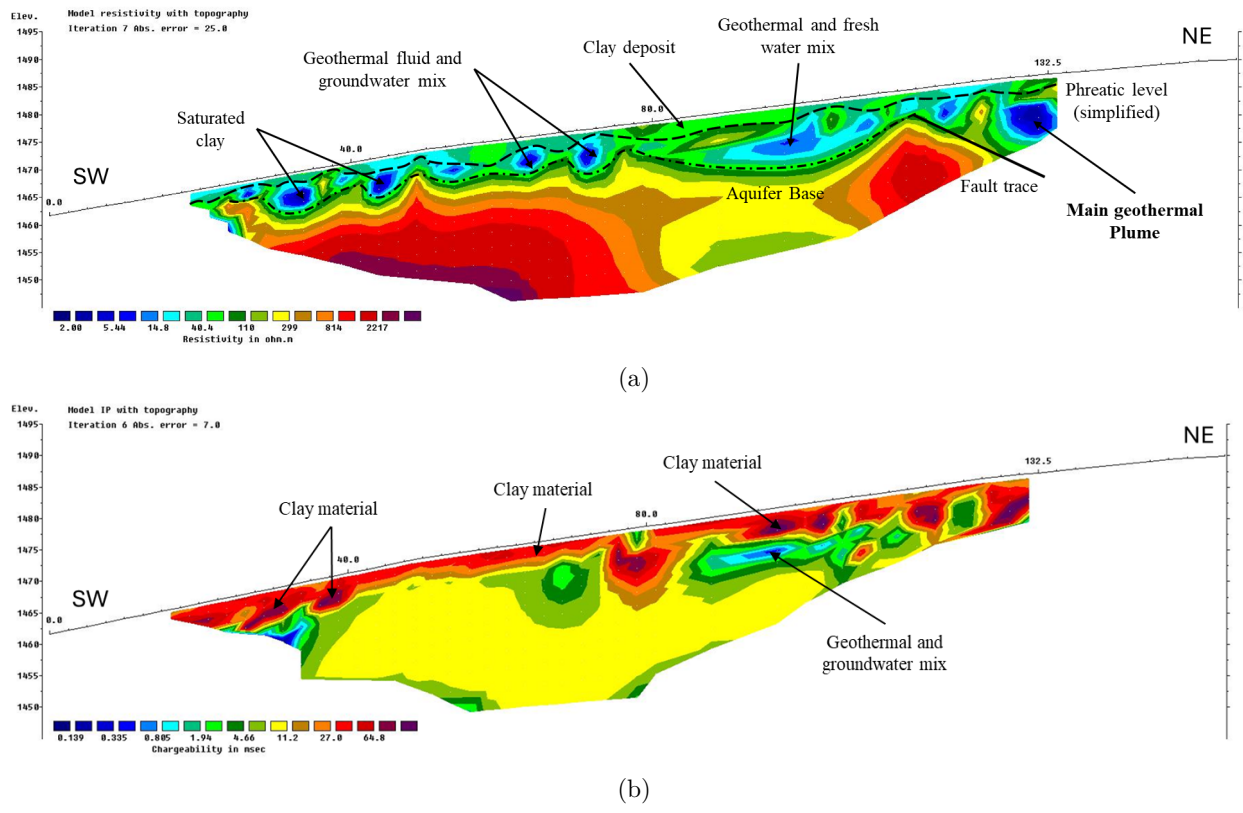 Elev.
Model resistivity with topography
Iteration 7 Abs. error = 25.0
1495
1490
1485
1480
1475
1470
1465
1460
1455
1450
SW
NE
0.0
40.0
80.0
132.5
Saturated
clay
Geothermal fluid and
groundwater mix
Clay deposit
Geothermal and fresh
water mix
Phreatic level
(simplified)
Aquifer Base
Fault trace
Main geothermal
Plume
2.00 5.44 14.8 40.4 110 299 814 2217
Resistivity in ohm.m
(a)
Elev.
Model IP with topography
Iteration 6 Abs. error = 7.0
1495
1490
1485
1480
1475
1470
1465
1460
1455
1450
SW
NE
0.0
40.0
80.0
132.5
Clay material
Clay material
Clay material
Geothermal and
groundwater mix
0.139 0.335 0.805 1.94 4.66 11.2 27.0 64.8
Chargeability in msec
(b)